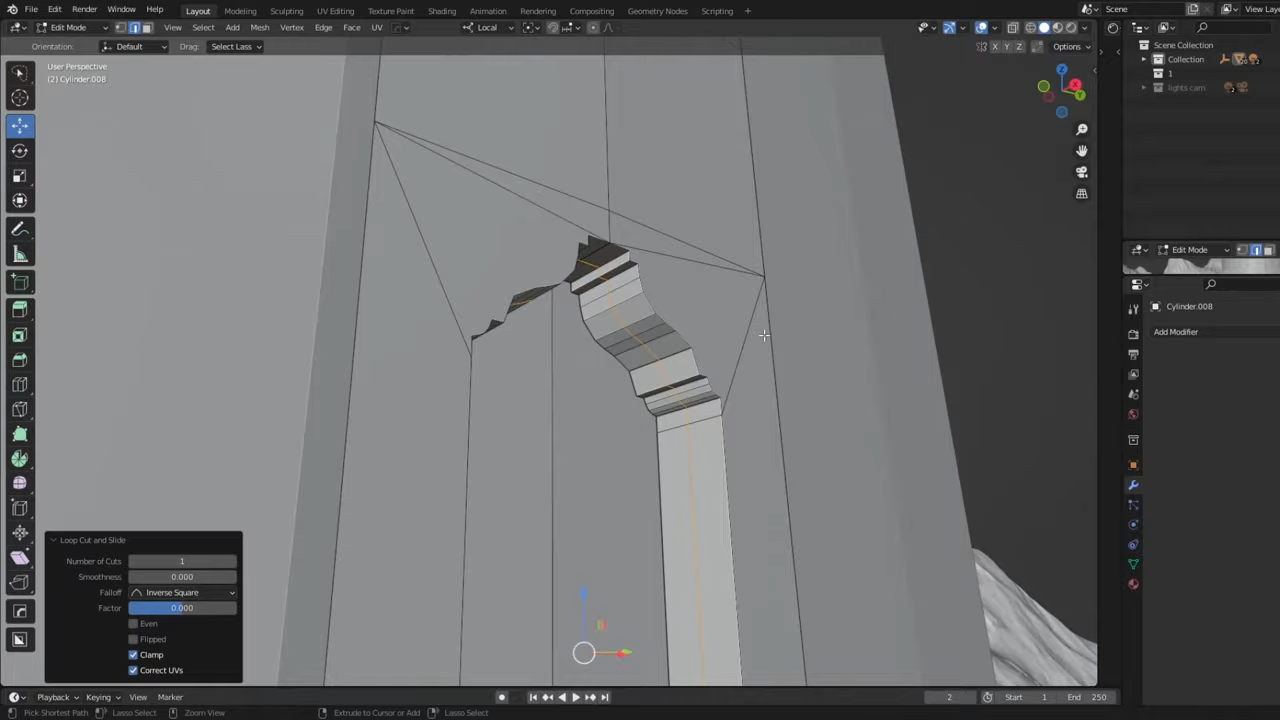 File Edit Render Window Help Layout Modeling Sculpting UV Editing Texture Paint Shading Animation Rendering Compositing Geometry Nodes Scripting + Scene View Laye
Edit Mode View Select Add Mesh Vertex Edge Face UV Local
Orientation: Default Drag: Select Lass X Y Z Options
User Perspective
(2) Cylinder.008
Scene Collection
Collection
1
lights cam
Z
X
Y
Edit Mode
Cylinder.008
Add Modifier
Loop Cut and Slide
Number of Cuts 1
Smoothness 0.000
Falloff Inverse Square
Factor 0.000
Even
Flipped
Clamp
Correct UVs
Playback Keying View Marker 2 Start 1 End 250
Pick Shortest Path Lasso Select Zoom View Extrude to Cursor or Add Lasso Select